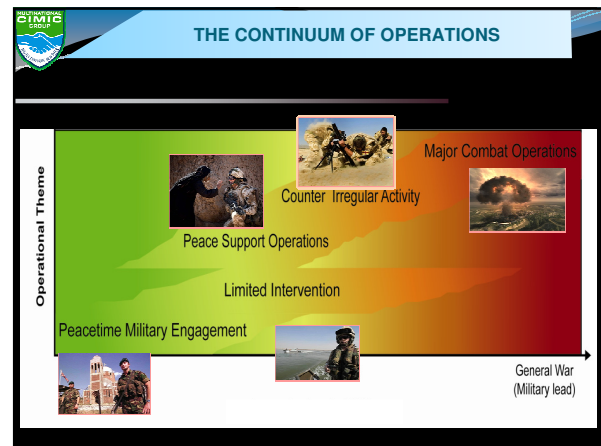 MULTINATIONAL
CIMIC
GROUP
THE CONTINUUM OF OPERATIONS
Operational Theme
Major Combat Operations
Counter Irregular Activity
Peace Support Operations
Limited Intervention
Peacetime Military Engagement
General War
(Military lead)